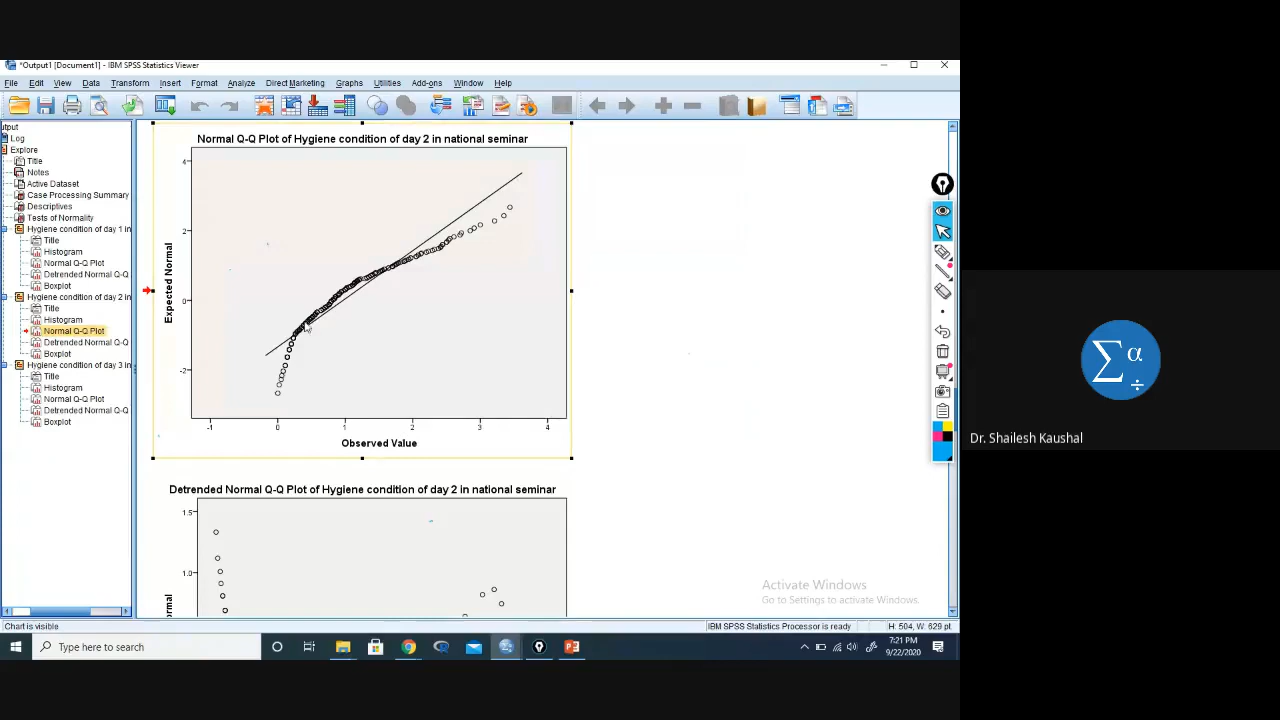 *Output1 [Document1] - IBM SPSS Statistics Viewer
File Edit View Data Transform Insert Format Analyze Direct Marketing Graphs Utilities Add-ons Window Help
tput
Log
Explore
Title
Notes
Active Dataset
Case Processing Summary
Descriptives
Tests of Normality
Hygiene condition of day 1 in
Title
Histogram
Normal Q-Q Plot
Detrended Normal Q-Q
Boxplot
Hygiene condition of day 2 in
Title
Histogram
Normal Q-Q Plot
Detrended Normal Q-Q
Boxplot
Hygiene condition of day 3 in
Title
Histogram
Normal Q-Q Plot
Detrended Normal Q-Q
Boxplot
Normal Q-Q Plot of Hygiene condition of day 2 in national seminar
4
2
0
-2
Expected Normal
-1 0 1 2 3 4
Observed Value
Detrended Normal Q-Q Plot of Hygiene condition of day 2 in national seminar
1.5
1.0
ormal
Σ α ÷
Dr. Shailesh Kaushal
Activate Windows
Go to Settings to activate Windows.
Chart is visible
IBM SPSS Statistics Processor is ready
H: 504, W: 629 pt
Type here to search
7:21 PM
9/22/2020